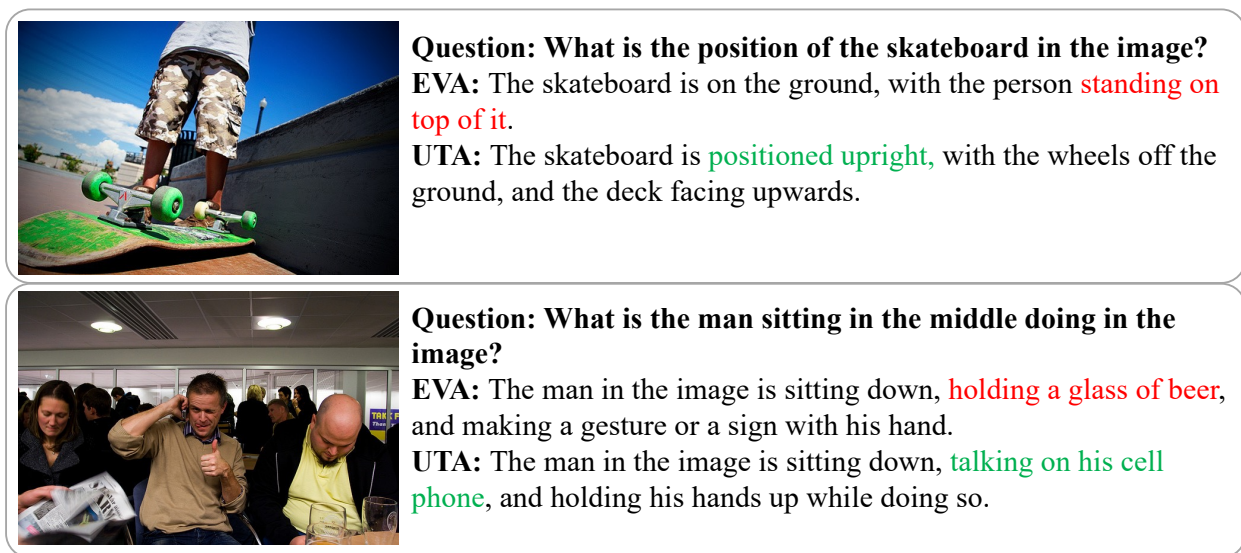 Question: What is the position of the skateboard in the image?
EVA: The skateboard is on the ground, with the person standing on
top of it.
UTA: The skateboard is positioned upright, with the wheels off the
ground, and the deck facing upwards.
Question: What is the man sitting in the middle doing in the
image?
EVA: The man in the image is sitting down, holding a glass of beer,
and making a gesture or a sign with his hand.
UTA: The man in the image is sitting down, talking on his cell
phone, and holding his hands up while doing so.